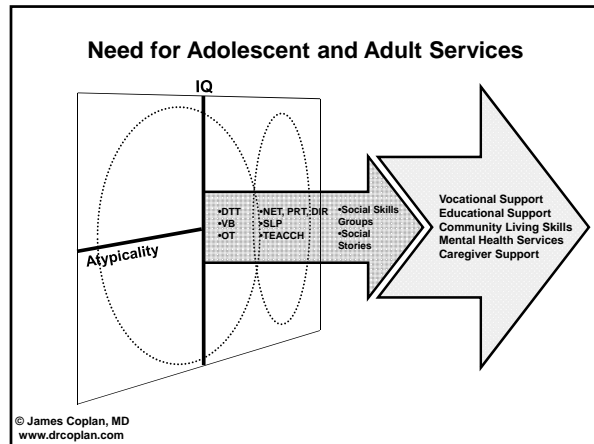 Need for Adolescent and Adult Services
IQ
Atypicality
•DTT
•VB
•OT
•NET, PRT, DIR
•SLP
•TEACCH
•Social Skills
Groups
•Social
Stories
Vocational Support
Educational Support
Community Living Skills
Mental Health Services
Caregiver Support
© James Coplan, MD
www.drcoplan.com